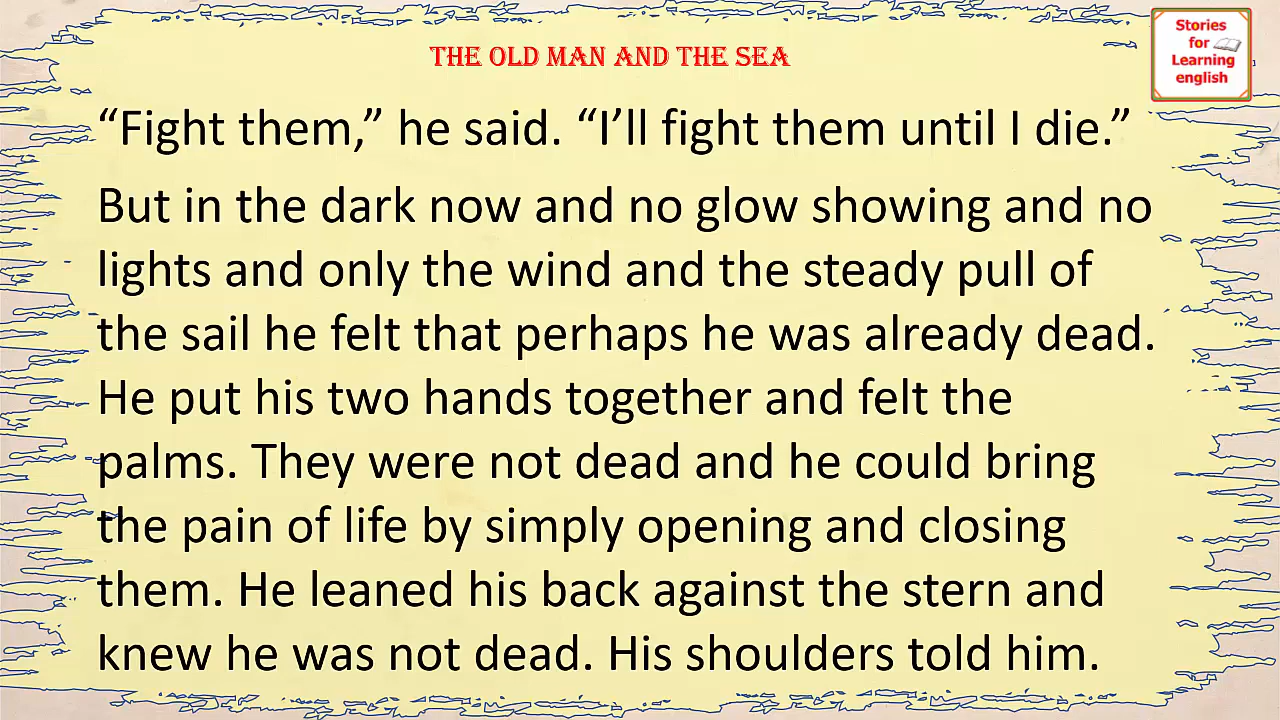 THE OLD MAN AND THE SEA
Stories
for
Learning
english
“Fight them,” he said. “I’ll fight them until I die.”
But in the dark now and no glow showing and no
lights and only the wind and the steady pull of
the sail he felt that perhaps he was already dead.
He put his two hands together and felt the
palms. They were not dead and he could bring
the pain of life by simply opening and closing
them. He leaned his back against the stern and
knew he was not dead. His shoulders told him.